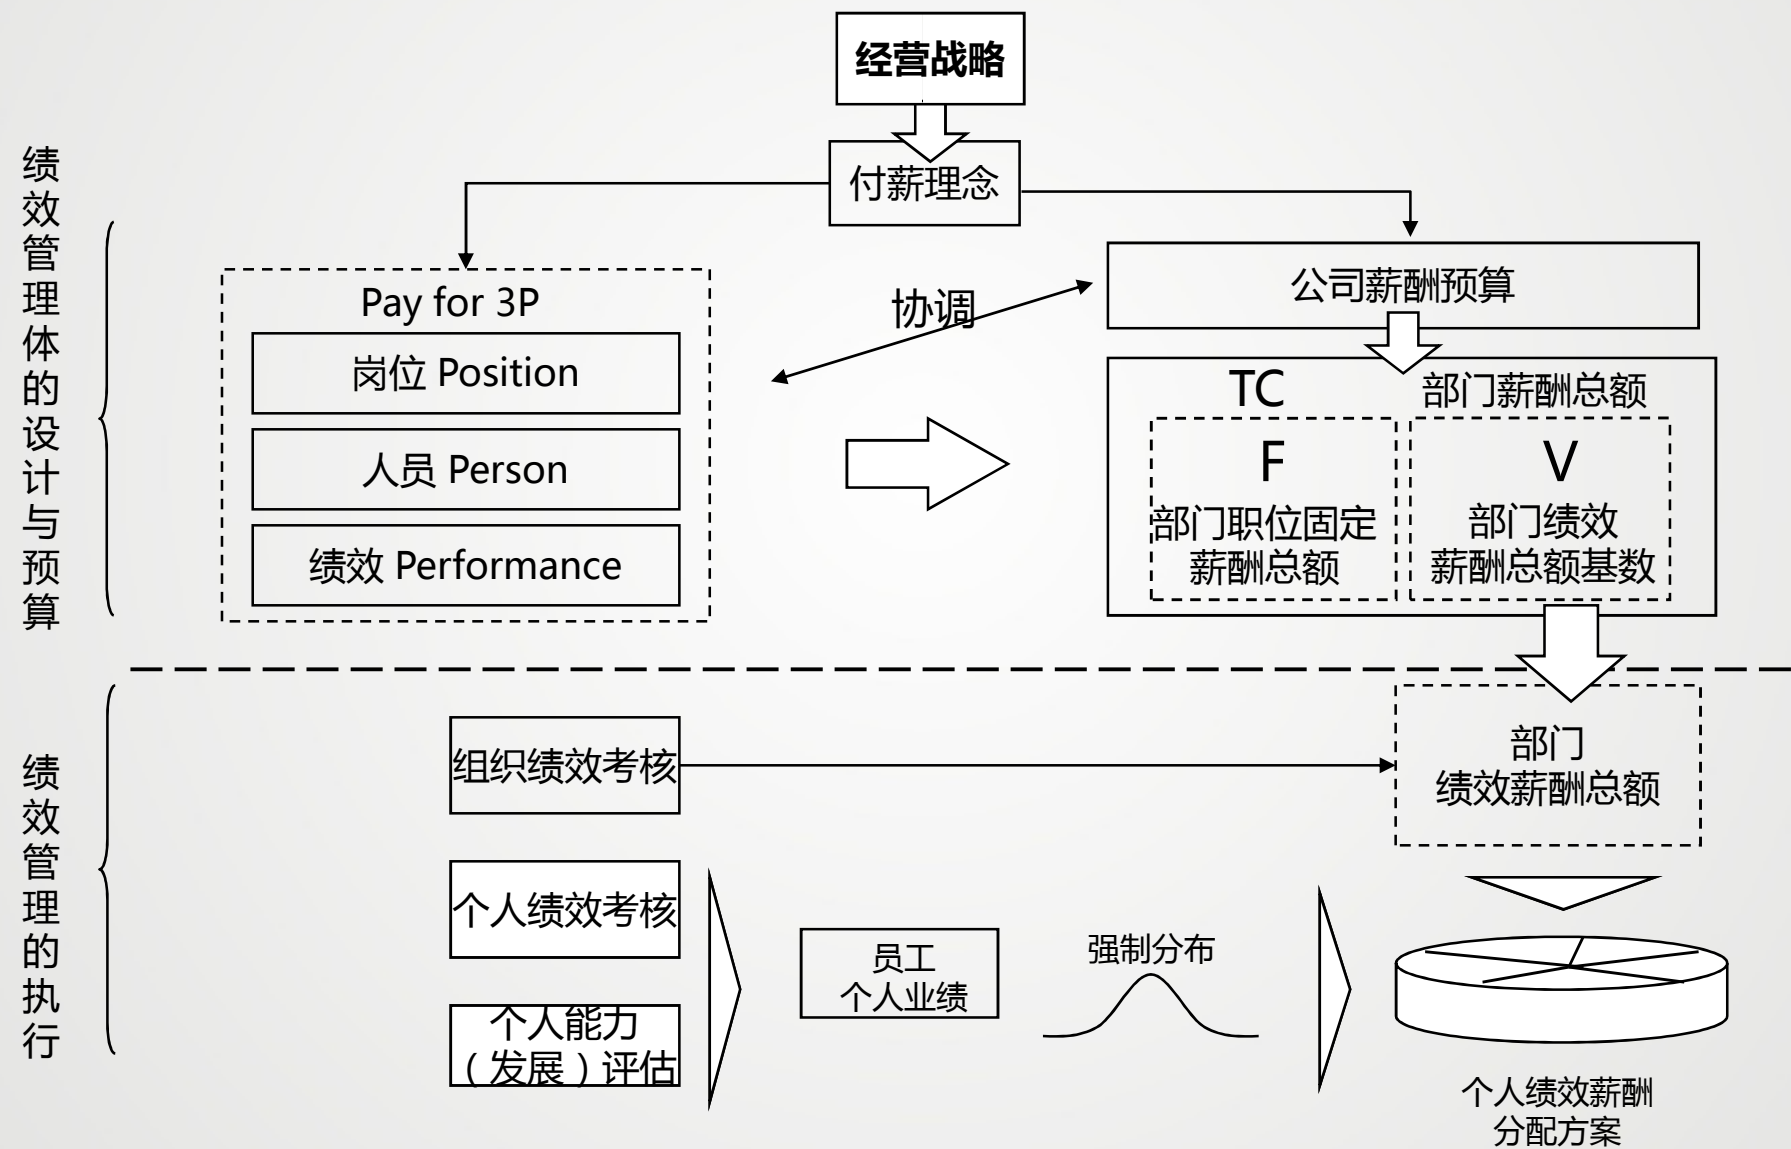 经营战略
付薪理念
绩效管理体的设计与预算
Pay for 3P
岗位 Position
人员 Person
绩效 Performance
协调
公司薪酬预算
TC
部门薪酬总额
F
部门职位固定
薪酬总额
V
部门绩效
薪酬总额基数
绩效管理的执行
组织绩效考核
部门
绩效薪酬总额
个人绩效考核
个人能力
（发展）评估
员工
个人业绩
强制分布
个人绩效薪酬
分配方案